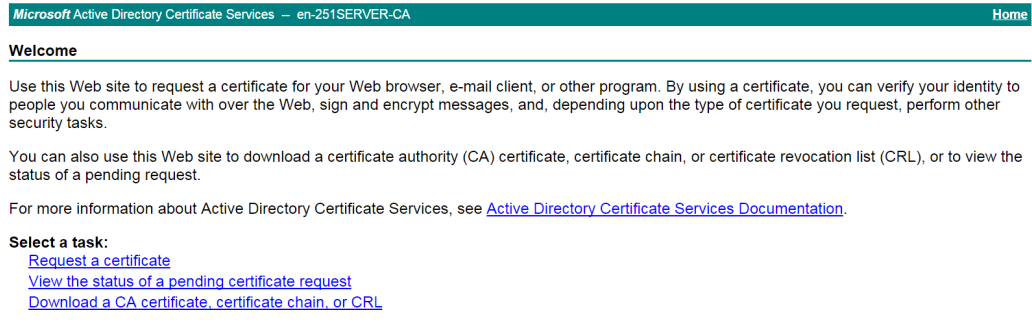 Microsoft Active Directory Certificate Services -- en-251SERVER-CA Home
Welcome
Use this Web site to request a certificate for your Web browser, e-mail client, or other program. By using a certificate, you can verify your identity to
people you communicate with over the Web, sign and encrypt messages, and, depending upon the type of certificate you request, perform other
security tasks.
You can also use this Web site to download a certificate authority (CA) certificate, certificate chain, or certificate revocation list (CRL), or to view the
status of a pending request.
For more information about Active Directory Certificate Services, see Active Directory Certificate Services Documentation.
Select a task:
Request a certificate
View the status of a pending certificate request
Download a CA certificate, certificate chain, or CRL